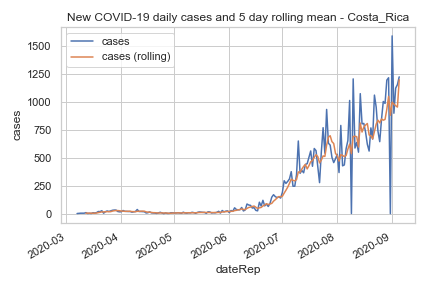 New COVID-19 daily cases and 5 day rolling mean - Costa_Rica
cases
cases (rolling)
1500
1250
1000
750
500
250
0
cases
2020-03
2020-04
2020-05
2020-06
2020-07
2020-08
2020-09
dateRep